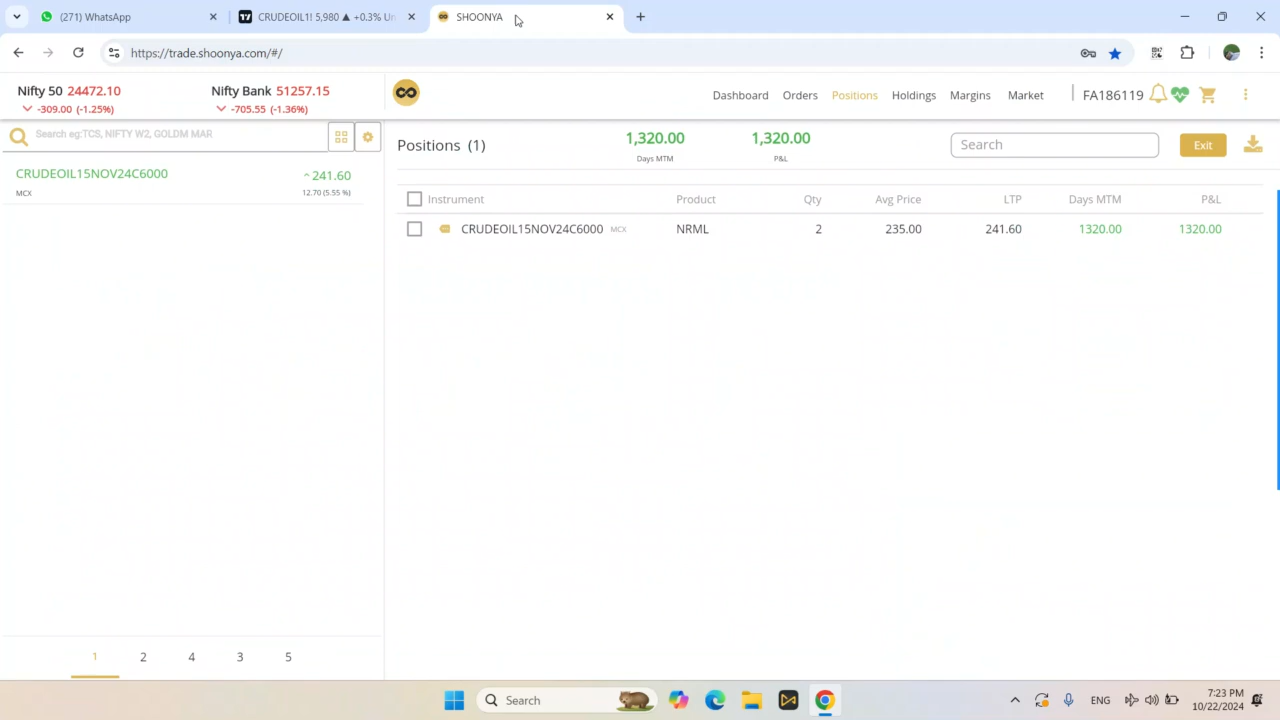 (271) WhatsApp
CRUDEOIL1! 5,980 ▲ +0.3% Un
SHOONYA
https://trade.shoonya.com/#/
Nifty 50 24472.10
-309.00 (-1.25%)
Nifty Bank 51257.15
-705.55 (-1.36%)
Dashboard Orders Positions Holdings Margins Market FA186119
Search eg:TCS, NIFTY W2, GOLDM MAR
CRUDEOIL15NOV24C6000 241.60
MCX 12.70 (5.55 %)
Positions (1)
1,320.00
Days MTM
1,320.00
P&L
Search
Exit
Instrument Product Qty Avg Price LTP Days MTM P&L
CRUDEOIL15NOV24C6000 MCX NRML 2 235.00 241.60 1320.00 1320.00
1 2 4 3 5
Search
ENG
7:23 PM
10/22/2024